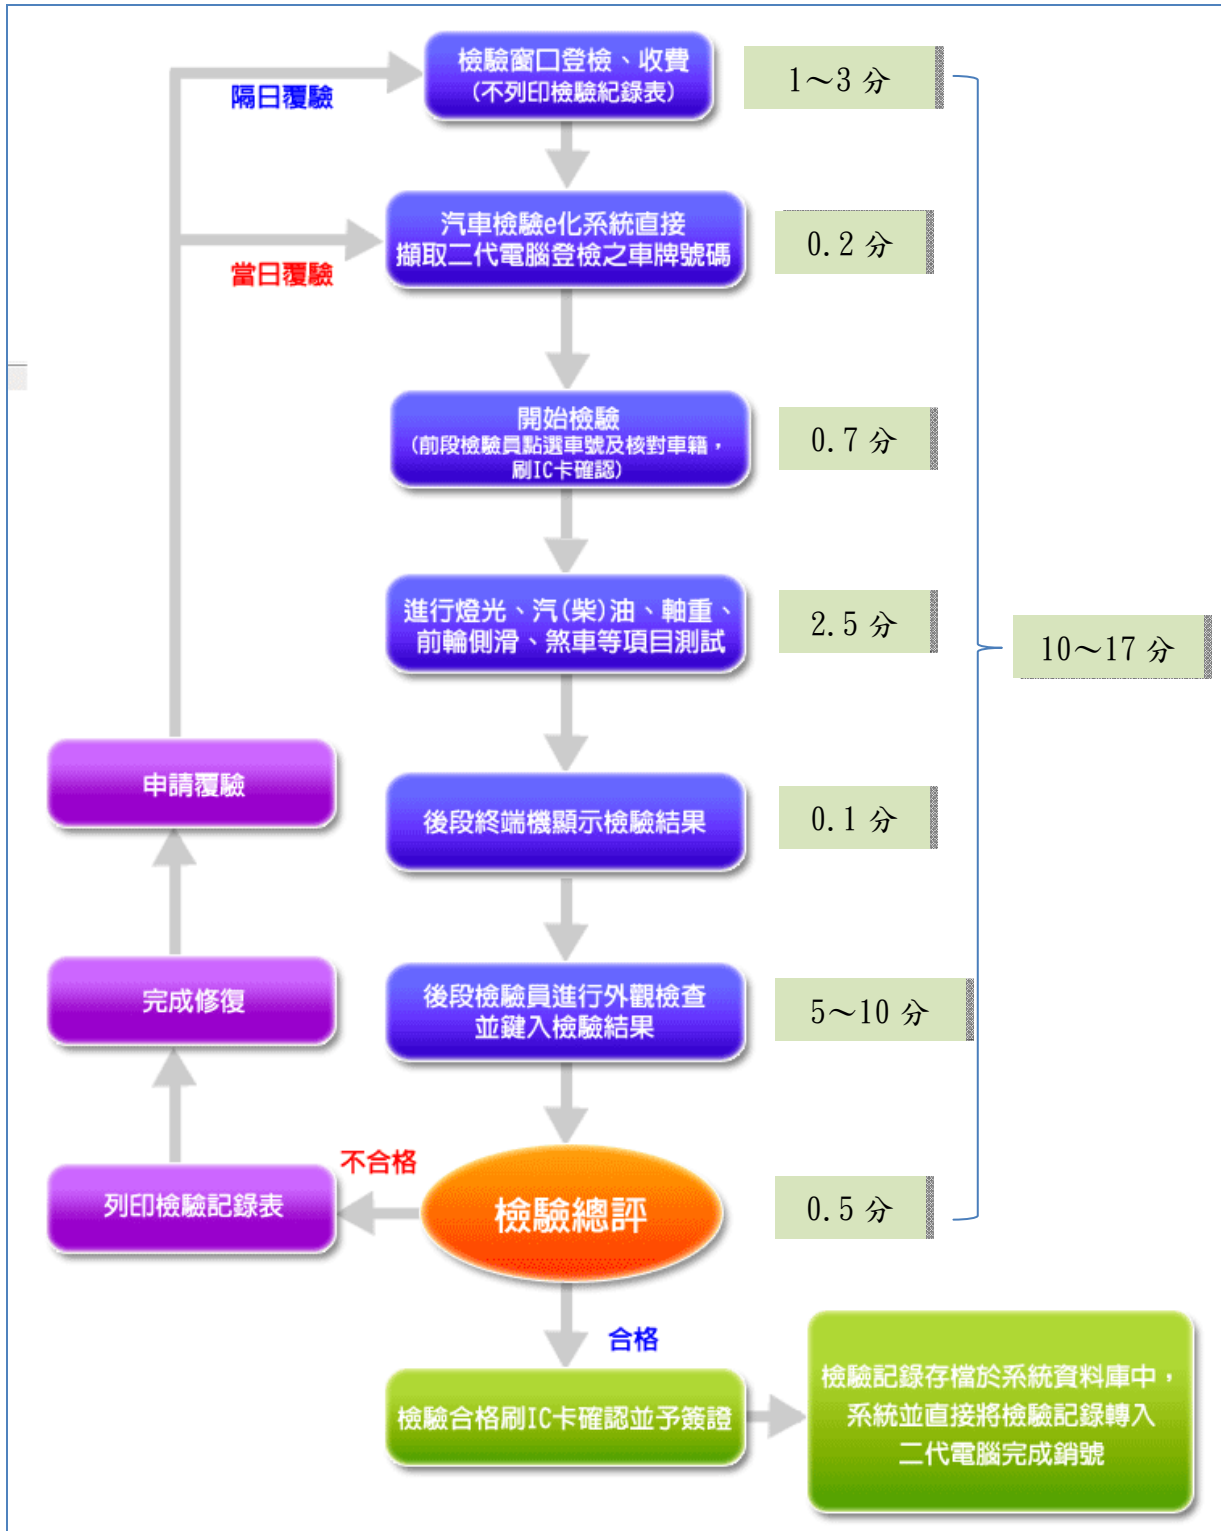 檢驗窗口登檢、收費
(不列印檢驗紀錄表)
1～3 分
隔日覆驗
汽車檢驗e化系統直接
擷取二代電腦登檢之車牌號碼
0.2 分
當日覆驗
開始檢驗
(前段檢驗員點選車號及核對車籍，
刷IC卡確認)
0.7 分
進行燈光、汽(柴)油、軸重、
前輪側滑、煞車等項目測試
2.5 分
10～17 分
申請覆驗
後段終端機顯示檢驗結果
0.1 分
完成修復
後段檢驗員進行外觀檢查
並鍵入檢驗結果
5～10 分
不合格
列印檢驗記錄表
檢驗總評
0.5 分
合格
檢驗合格刷IC卡確認並予簽證
檢驗記錄存檔於系統資料庫中，
系統並直接將檢驗記錄轉入
二代電腦完成銷號